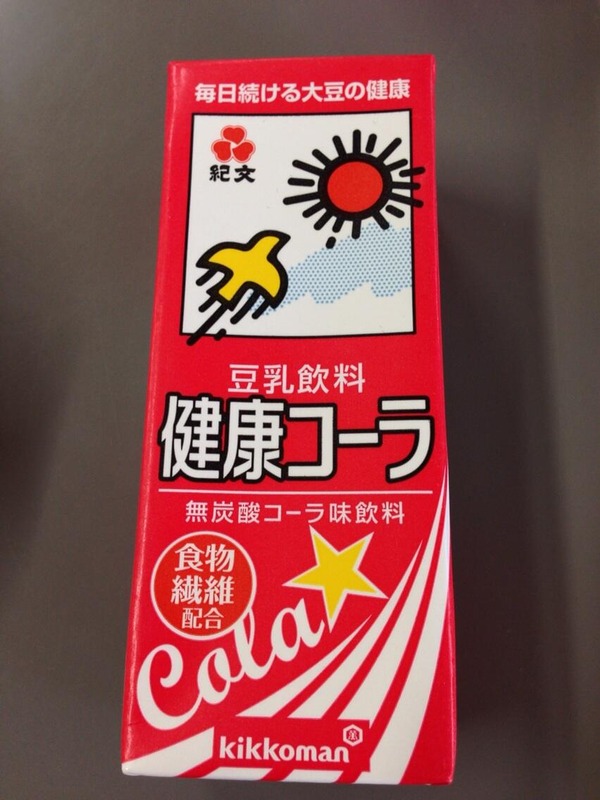 毎日続ける大豆の健康
紀文
豆乳飲料
健康コーラ
無炭酸コーラ味飲料
食物
繊維
配合
Cola
kikkoman
萬